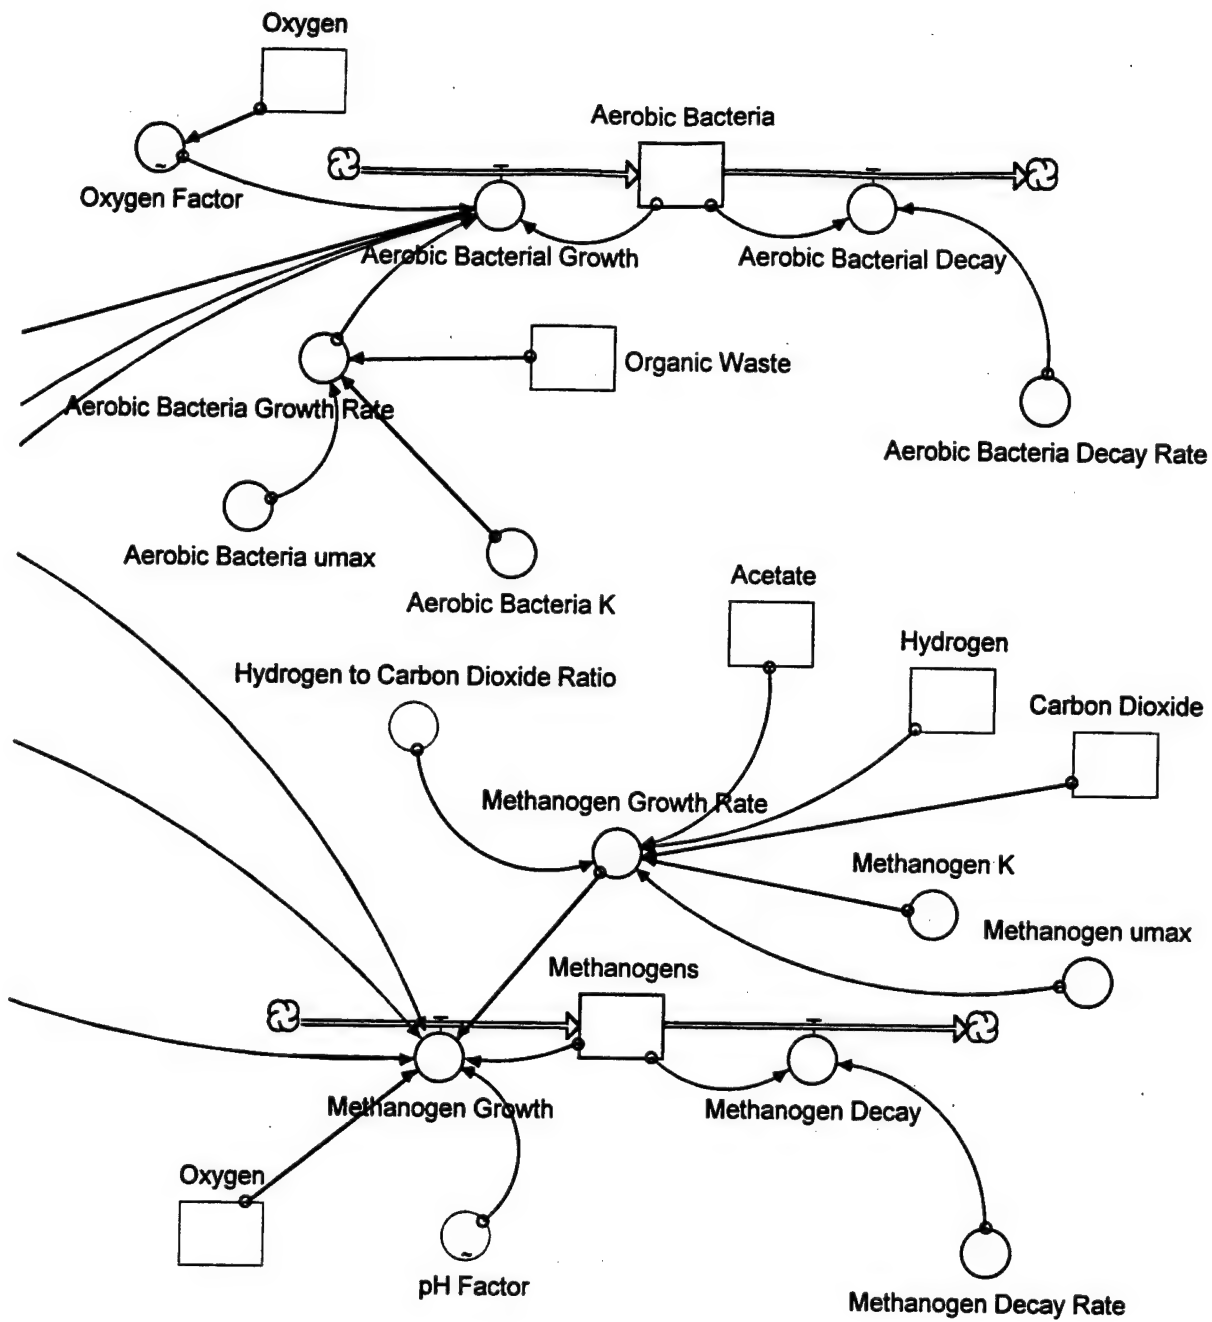 Oxygen
Aerobic Bacteria
Oxygen Factor
Aerobic Bacterial Growth
Aerobic Bacterial Decay
Organic Waste
Aerobic Bacteria Growth Rate
Aerobic Bacteria Decay Rate
Aerobic Bacteria umax
Aerobic Bacteria K
Acetate
Hydrogen
Hydrogen to Carbon Dioxide Ratio
Carbon Dioxide
Methanogen Growth Rate
Methanogen K
Methanogen umax
Methanogens
Methanogen Growth
Methanogen Decay
Oxygen
pH Factor
Methanogen Decay Rate